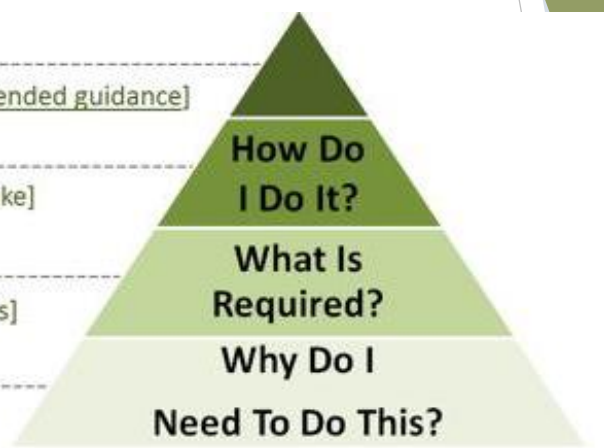 ended guidance]
How Do
I Do It?
ke]
What Is
Required?
s]
Why Do I
Need To Do This?